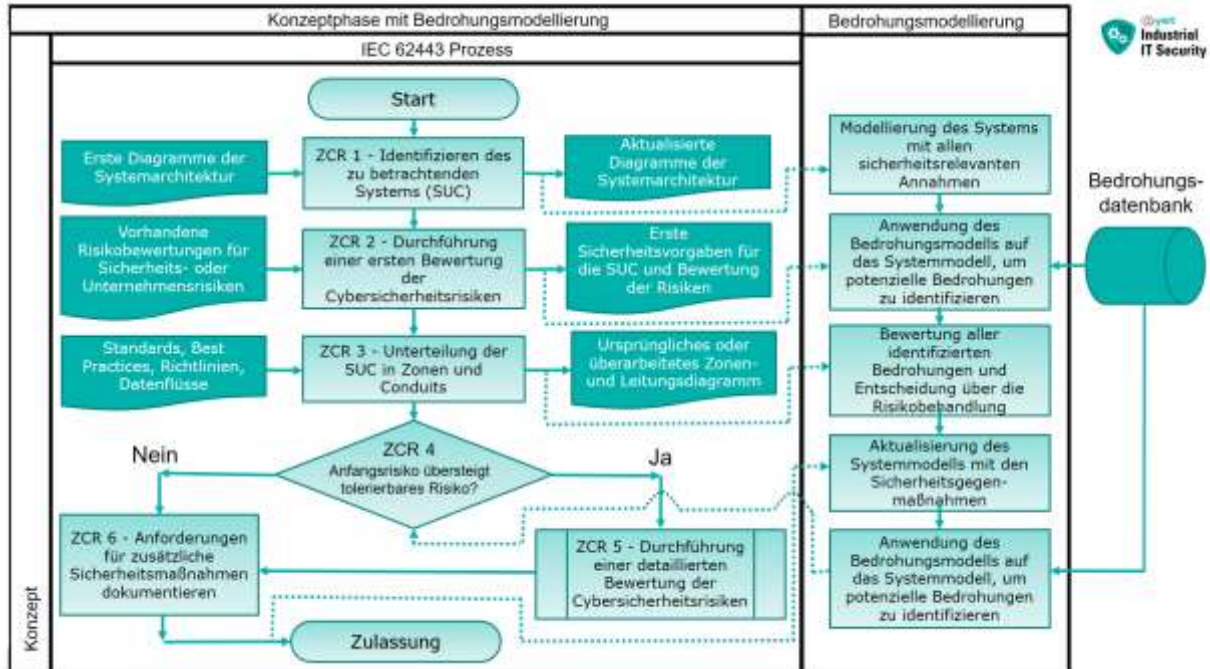 Konzeptphase mit Bedrohungsmodellierung
Bedrohungsmodellierung
IEC 62443 Prozess
Industrial
IT Security
Start
Erste Diagramme der
Systemarchitektur
ZCR 1 - Identifizieren des
zu betrachtenden
Systems (SUC)
Aktualisierte
Diagramme der
Systemarchitektur
Modellierung des Systems
mit allen
sicherheitsrelevanten
Annahmen
Bedrohungs-
datenbank
Vorhandene
Risikobewertungen für
Sicherheits- oder
Unternehmensrisiken
ZCR 2 - Durchführung
einer ersten Bewertung
der
Cybersicherheitsrisiken
Erste
Sicherheitsvorgaben für
die SUC und Bewertung
der Risiken
Anwendung des
Bedrohungsmodells auf
das Systemmodell, um
potenzielle Bedrohungen
zu identifizieren
Standards, Best
Practices, Richtlinien,
Datenflüsse
ZCR 3 - Unterteilung der
SUC in Zonen und
Conduits
Ursprüngliches oder
überarbeitetes Zonen-
und Leitungsdiagramm
Bewertung aller
identifizierten
Bedrohungen und
Entscheidung über die
Risikobehandlung
Nein
ZCR 4
Anfangsrisiko übersteigt
tolerierbares Risiko?
Ja
Aktualisierung des
Systemmodells mit den
Sicherheitsgegen-
maßnahmen
ZCR 6 - Anforderungen
für zusätzliche
Sicherheitsmaßnahmen
dokumentieren
ZCR 5 - Durchführung
einer detaillierten
Bewertung der
Cybersicherheitsrisiken
Anwendung des
Bedrohungsmodells auf
das Systemmodell, um
potenzielle Bedrohungen
zu identifizieren
Zulassung
Konzept